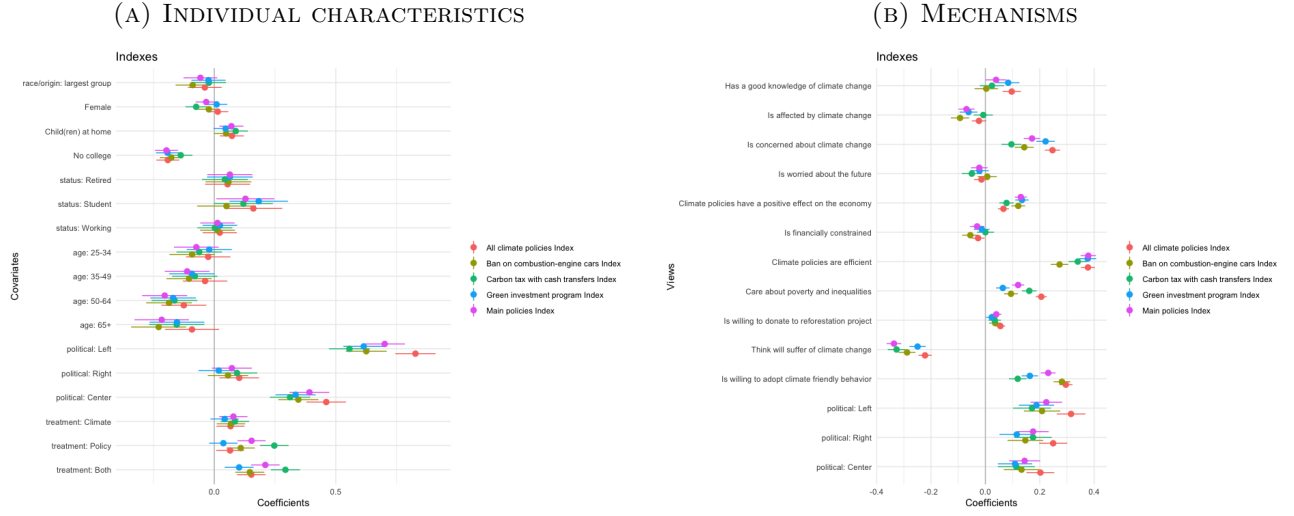 (A) INDIVIDUAL CHARACTERISTICS
Indexes
race/origin: largest group
Female
Child(ren) at home
No college
status: Retired
status: Student
status: Working
age: 25-34
age: 35-49
age: 50-64
age: 65+
political: Left
political: Right
political: Center
treatment: Climate
treatment: Policy
treatment: Both
Covariates
0.0
0.5
Coefficients
All climate policies Index
Ban on combustion-engine cars Index
Carbon tax with cash transfers Index
Green investment program Index
Main policies Index
(B) MECHANISMS
Indexes
Has a good knowledge of climate change
Is affected by climate change
Is concerned about climate change
Is worried about the future
Climate policies have a positive effect on the economy
Is financially constrained
Climate policies are efficient
Care about poverty and inequalities
Is willing to donate to reforestation project
Think will suffer of climate change
Is willing to adopt climate friendly behavior
political: Left
political: Right
political: Center
Views
-0.4
-0.2
0.0
0.2
0.4
Coefficients
All climate policies Index
Ban on combustion-engine cars Index
Carbon tax with cash transfers Index
Green investment program Index
Main policies Index